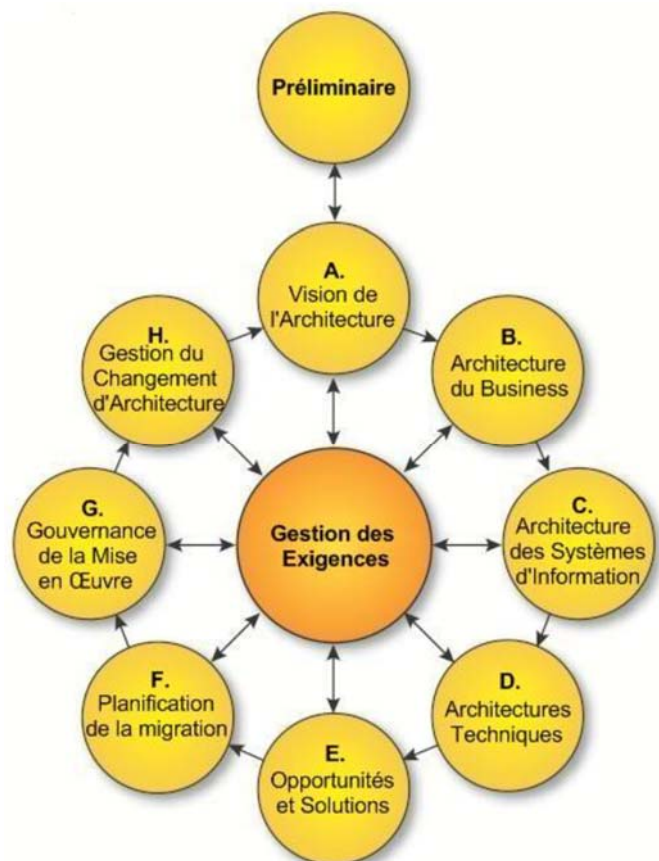 Préliminaire
A.
Vision de
l'Architecture
B.
Architecture
du Business
C.
Architecture
des Systèmes
d'Information
D.
Architectures
Techniques
E.
Opportunités
et Solutions
F.
Planification
de la migration
G.
Gouvernance
de la Mise
en Œuvre
H.
Gestion du
Changement
d'Architecture
Gestion des
Exigences